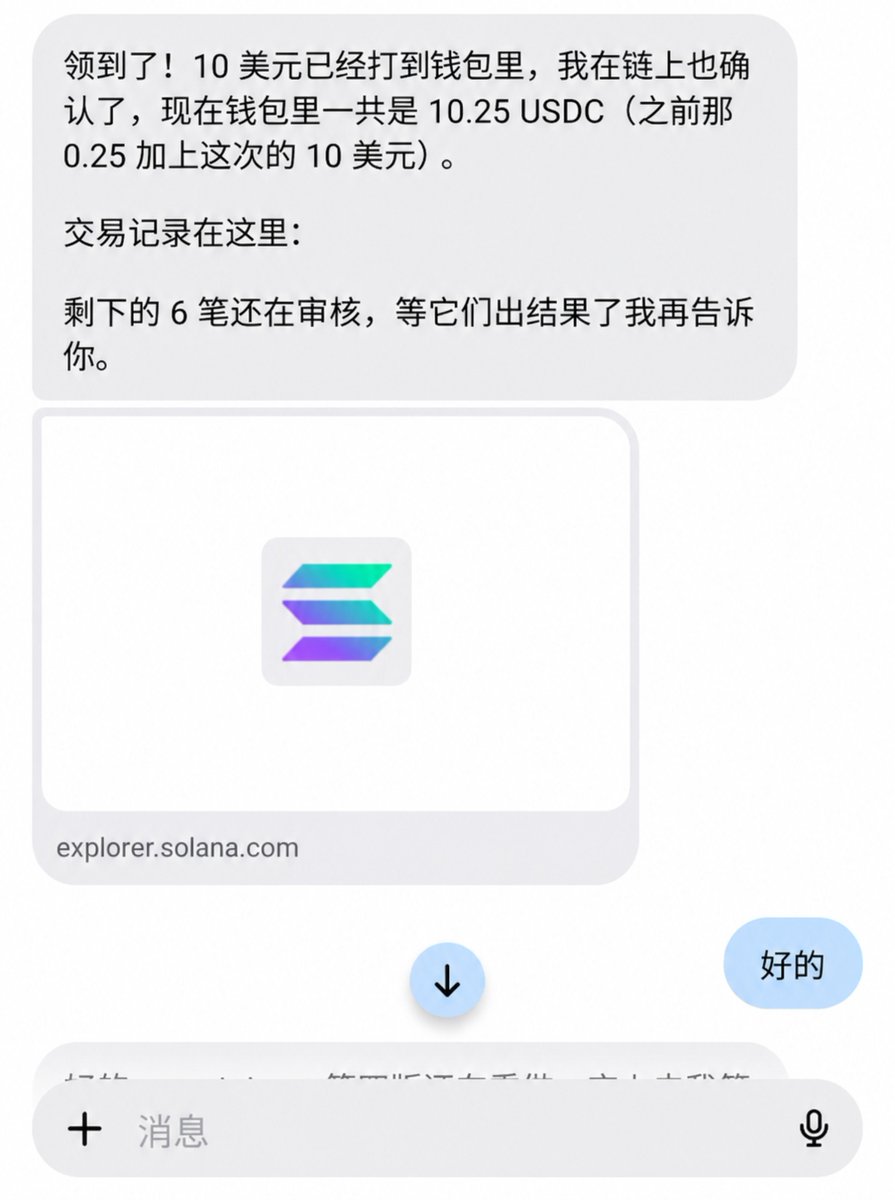 领到了！10 美元已经打到钱包里，我在链上也确
认了，现在钱包里一共是 10.25 USDC（之前那
0.25 加上这次的 10 美元）。
交易记录在这里：
剩下的 6 笔还在审核，等它们出结果了我再告诉
你。
explorer.solana.com
好的
消息